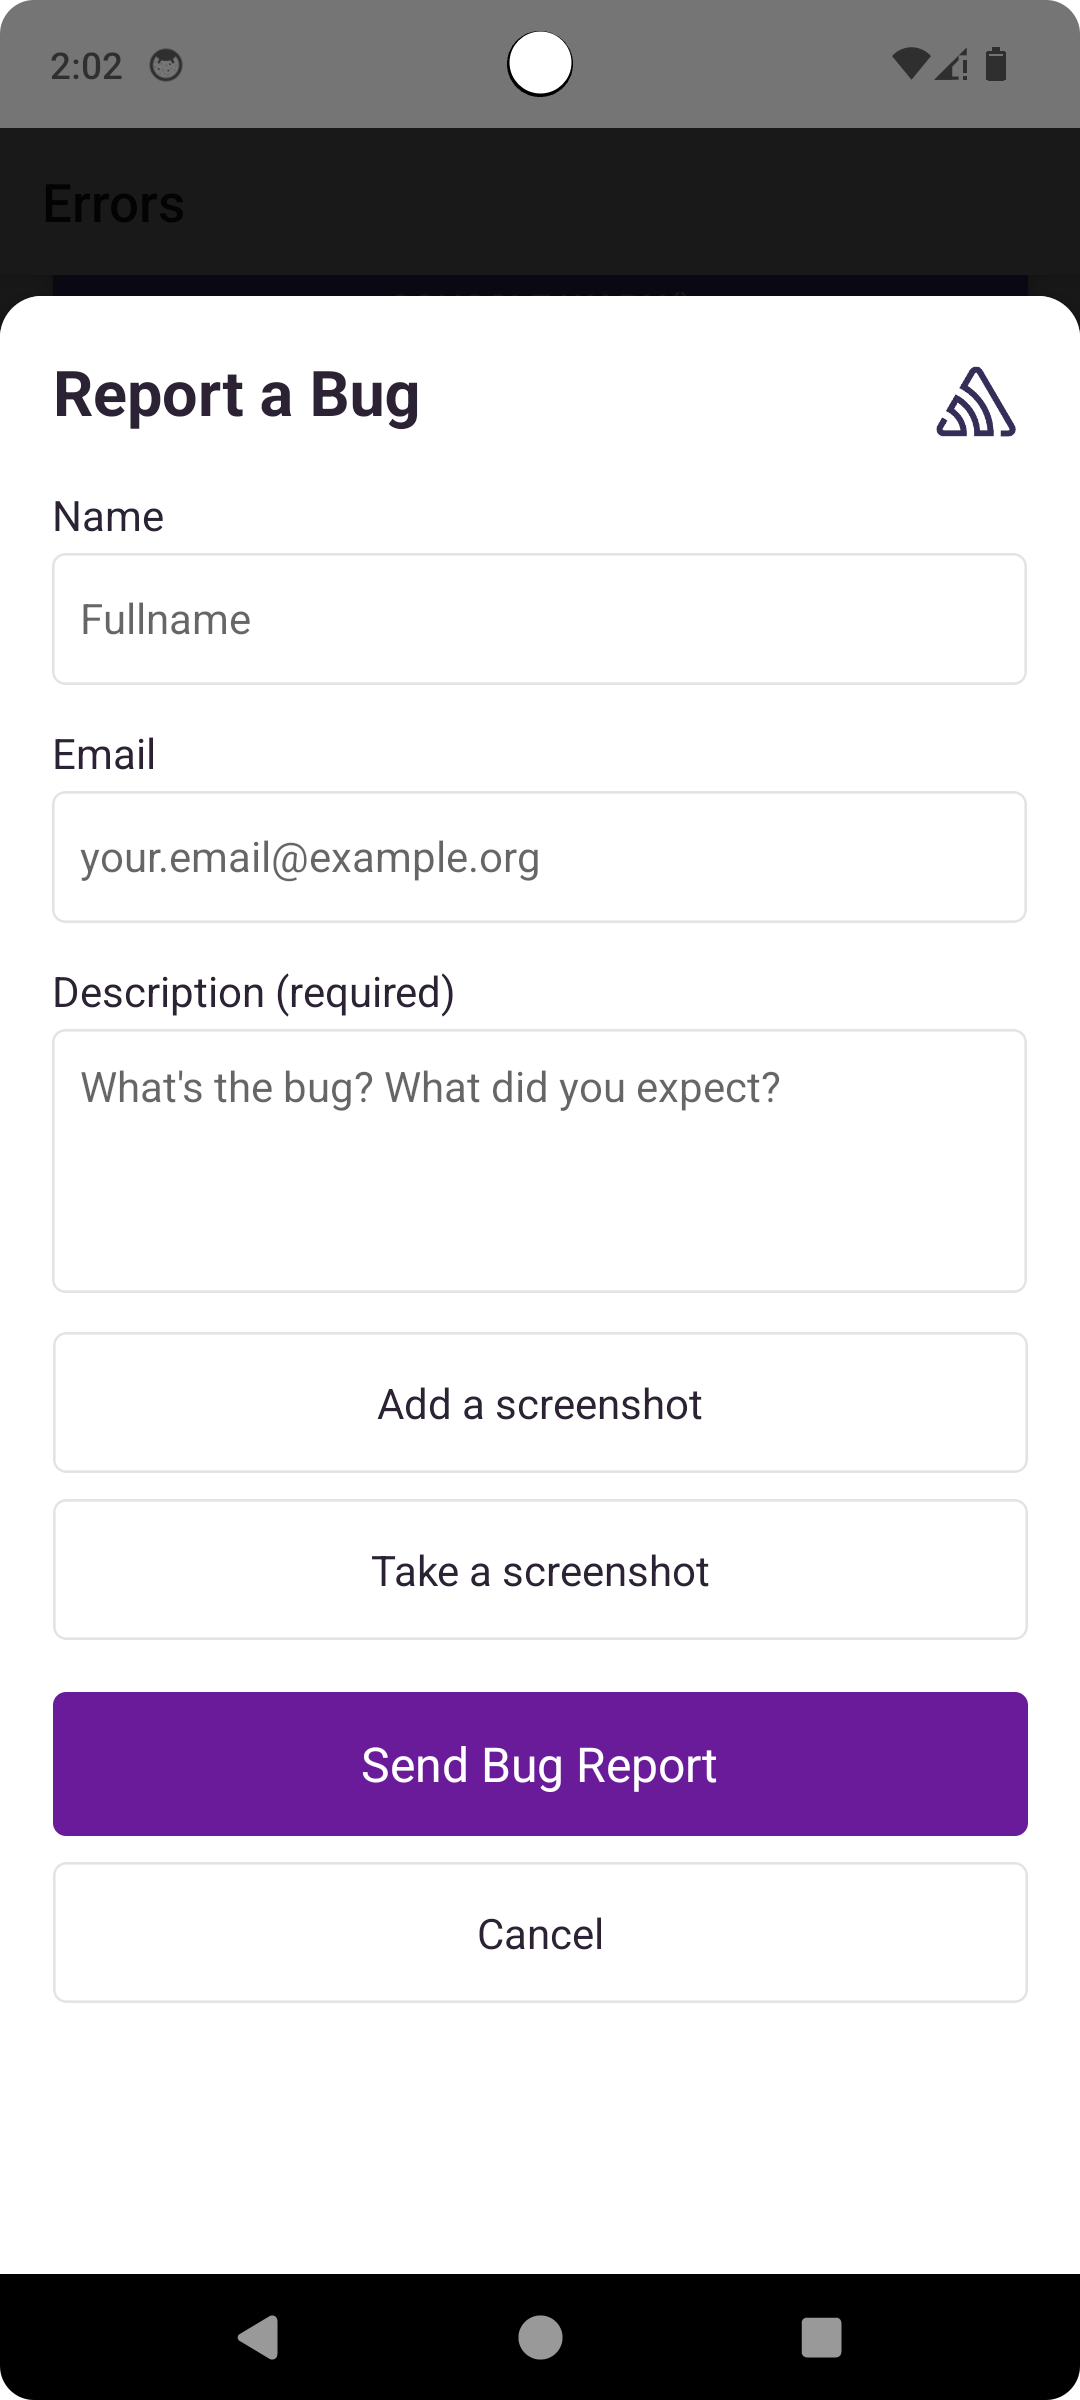 2:02
Errors
Report a Bug
Name
Fullname
Email
your.email@example.org
Description (required)
What's the bug? What did you expect?
Add a screenshot
Take a screenshot
Send Bug Report
Cancel